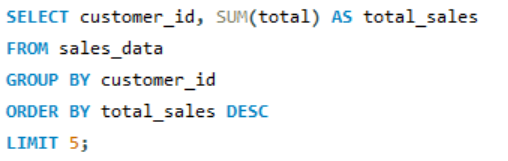 SELECT customer_id, SUM(total) AS total_sales
FROM sales_data
GROUP BY customer_id
ORDER BY total_sales DESC
LIMIT 5;